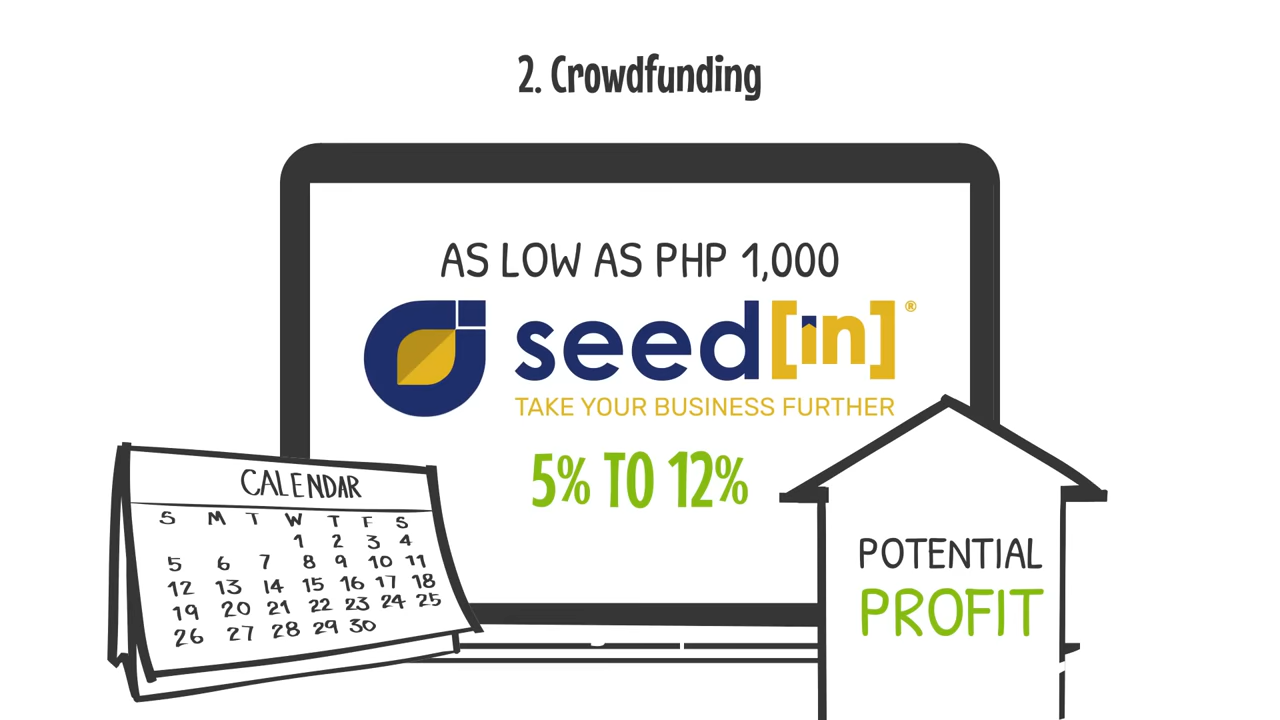 2. Crowdfunding
AS LOW AS PHP 1,000
seed[in]®
TAKE YOUR BUSINESS FURTHER
5% TO 12%
CALENDAR
S M T W T F S
1 2 3 4
5 6 7 8 9 10 11
12 13 14 15 16 17 18
19 20 21 22 23 24 25
26 27 28 29 30
POTENTIAL
PROFIT